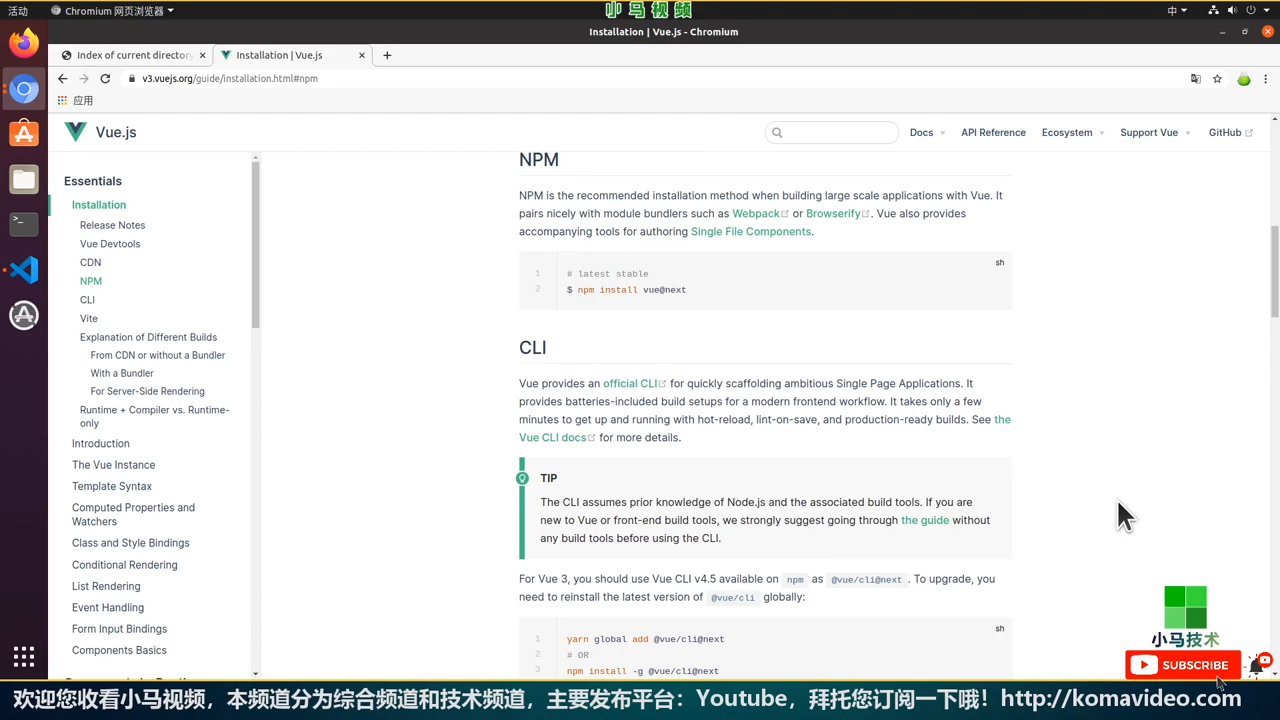 活动
Chromium 网页浏览器
小马视频
中
Installation | Vue.js - Chromium
Index of current directory
Installation | Vue.js
v3.vuejs.org/guide/installation.html#npm
应用
Vue.js
Docs
API Reference
Ecosystem
Support Vue
GitHub
Essentials
Installation
Release Notes
Vue Devtools
CDN
NPM
CLI
Vite
Explanation of Different Builds
From CDN or without a Bundler
With a Bundler
For Server-Side Rendering
Runtime + Compiler vs. Runtime-
only
Introduction
The Vue Instance
Template Syntax
Computed Properties and
Watchers
Class and Style Bindings
Conditional Rendering
List Rendering
Event Handling
Form Input Bindings
Components Basics
NPM
NPM is the recommended installation method when building large scale applications with Vue. It
pairs nicely with module bundlers such as Webpack or Browserify. Vue also provides
accompanying tools for authoring Single File Components.
sh
1 # latest stable
2 $ npm install vue@next
CLI
Vue provides an official CLI for quickly scaffolding ambitious Single Page Applications. It
provides batteries-included build setups for a modern frontend workflow. It takes only a few
minutes to get up and running with hot-reload, lint-on-save, and production-ready builds. See the
Vue CLI docs for more details.
TIP
The CLI assumes prior knowledge of Node.js and the associated build tools. If you are
new to Vue or front-end build tools, we strongly suggest going through the guide without
any build tools before using the CLI.
For Vue 3, you should use Vue CLI v4.5 available on npm as @vue/cli@next. To upgrade, you
need to reinstall the latest version of @vue/cli globally:
sh
1 yarn global add @vue/cli@next
2 # OR
3 npm install -g @vue/cli@next
小马技术
SUBSCRIBE
欢迎您收看小马视频，本频道分为综合频道和技术频道，主要发布平台：Youtube，拜托您订阅一下哦！http://komavideo.com